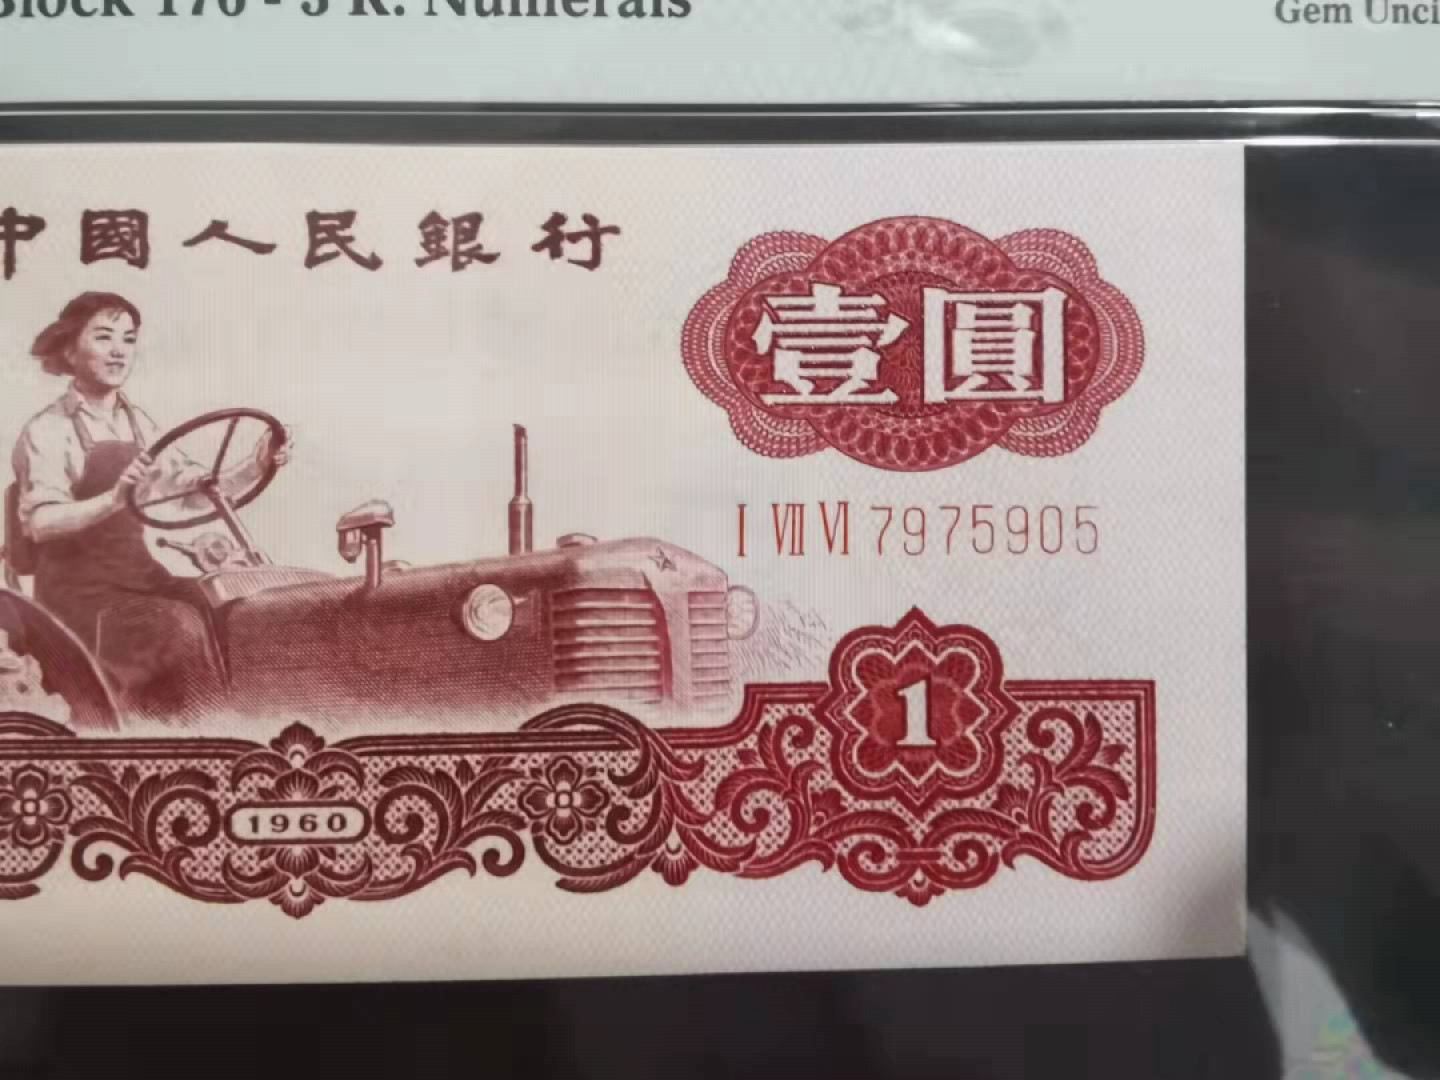 Block 176 - 3 R. Numerals
Gem Unci
中國人民銀行
壹圓
I VII VI 7975905
1
1960